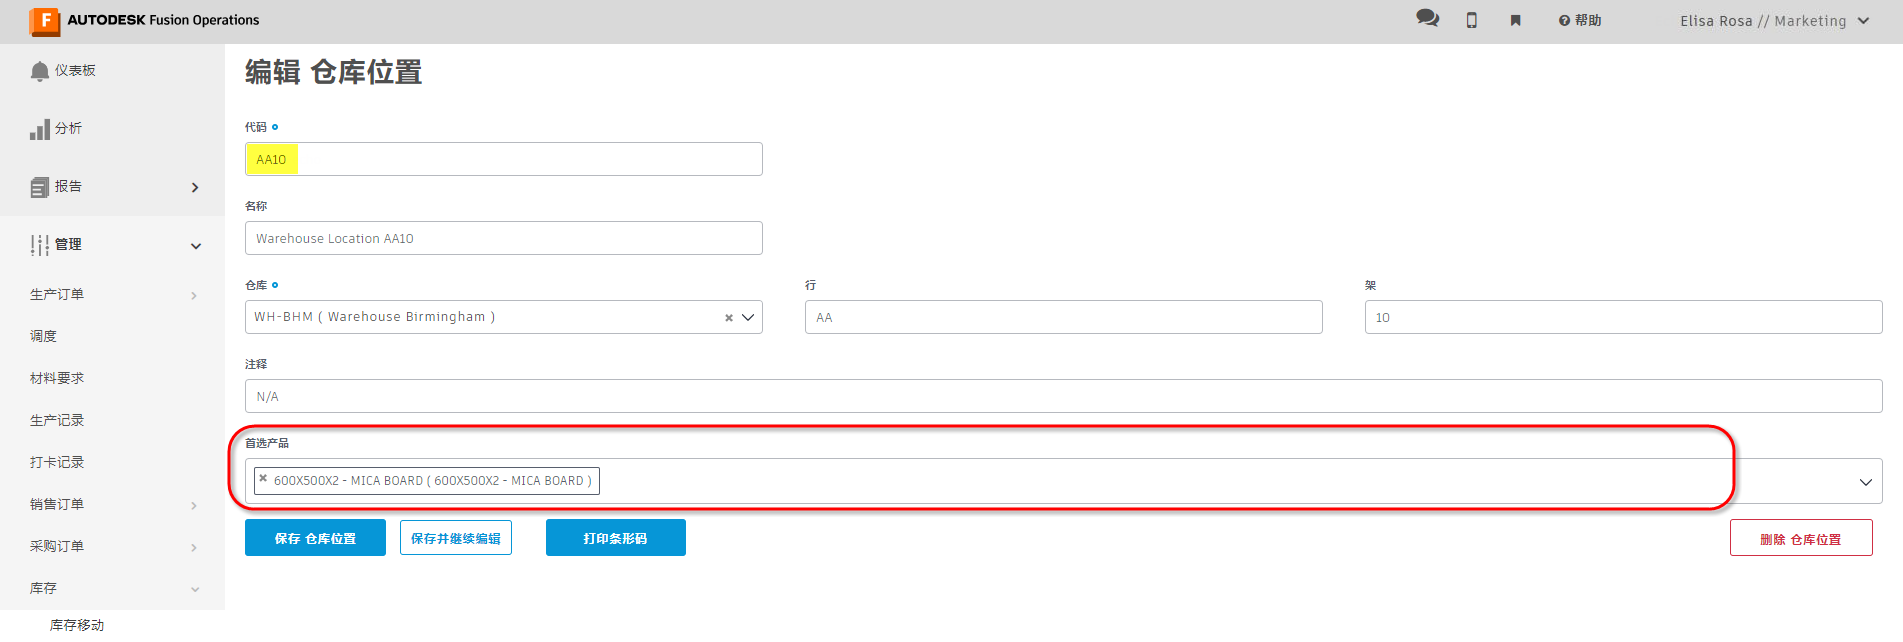 AUTODESK Fusion Operations
帮助
Elisa Rosa // Marketing
仪表板
分析
报告
管理
生产订单
调度
材料要求
生产记录
打卡记录
销售订单
采购订单
库存
库存移动
编辑 仓库位置
代码
AA10
名称
Warehouse Location AA10
仓库
行
架
WH-BHM ( Warehouse Birmingham )
AA
10
注释
N/A
首选产品
600X500X2 - MICA BOARD ( 600X500X2 - MICA BOARD )
保存 仓库位置
保存并继续编辑
打印条形码
删除 仓库位置